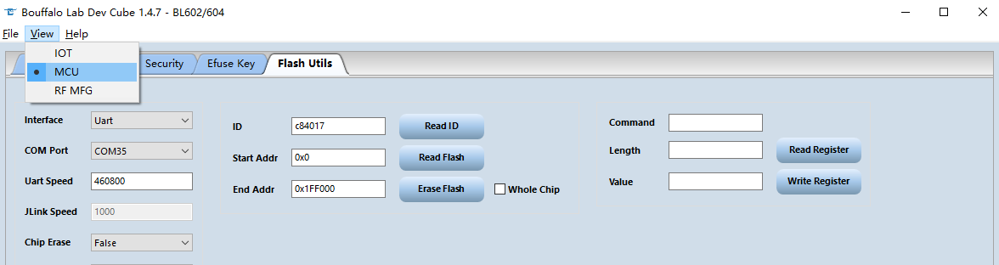 Bouffalo Lab Dev Cube 1.4.7 - BL602/604
File View Help
IOT
MCU
RF MFG
Security Efuse Key Flash Utils
Interface Uart
COM Port COM35
Uart Speed 460800
JLink Speed 1000
Chip Erase False
ID c84017 Read ID
Start Addr 0x0 Read Flash
End Addr 0x1FF000 Erase Flash Whole Chip
Command
Length Read Register
Value Write Register